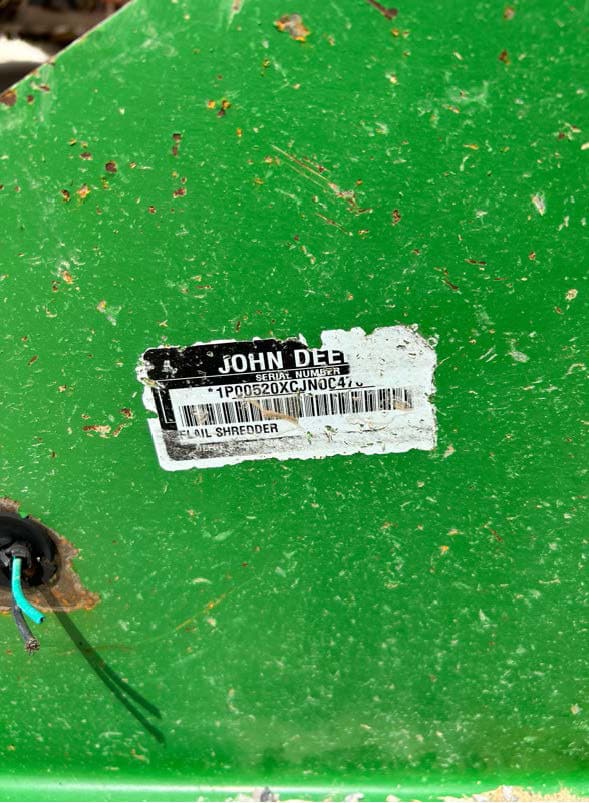 JOHN DEE
SERIAL NUMBER
*1P00520XCJN0C47
FLAIL SHREDDER